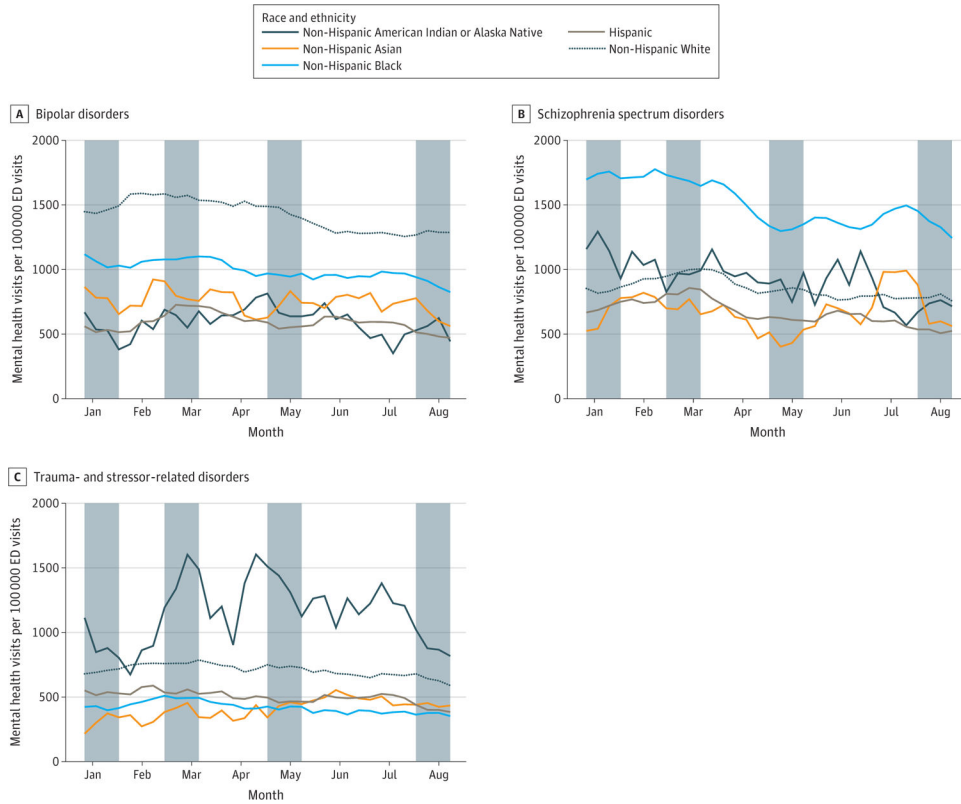 Race and ethnicity
Non-Hispanic American Indian or Alaska Native
Hispanic
Non-Hispanic Asian
Non-Hispanic White
Non-Hispanic Black
A Bipolar disorders
Mental health visits per 100 000 ED visits
2000
1500
1000
500
0
Jan Feb Mar Apr May Jun Jul Aug
Month
B Schizophrenia spectrum disorders
Mental health visits per 100 000 ED visits
2000
1500
1000
500
0
Jan Feb Mar Apr May Jun Jul Aug
Month
C Trauma- and stressor-related disorders
Mental health visits per 100 000 ED visits
2000
1500
1000
500
0
Jan Feb Mar Apr May Jun Jul Aug
Month